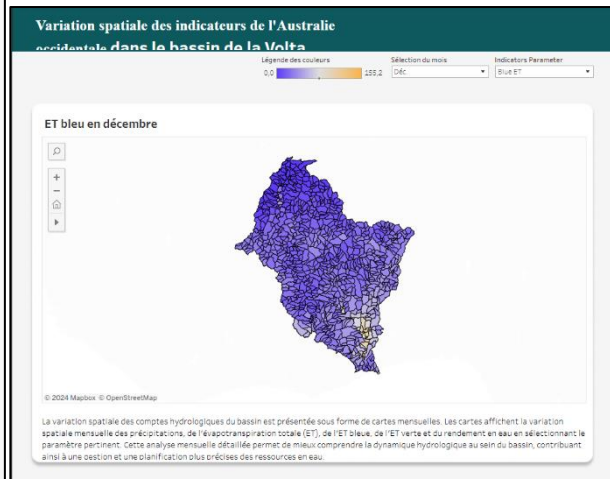 Variation spatiale des indicateurs de l'Australie
occidentale dans le bassin de la Volta
Légende des couleurs
0,0 155,2
Sélection du mois
Déc.
Indicators Parameter
Blue ET
ET bleu en décembre
© 2024 Mapbox © OpenStreetMap
La variation spatiale des comptes hydrologiques du bassin est présentée sous forme de cartes mensuelles. Les cartes affichent la variation
spatiale mensuelle des précipitations, de l'évapotranspiration totale (ET), de l'ET bleue, de l'ET verte et du rendement en eau en sélectionnant le
paramètre pertinent. Cette analyse mensuelle détaillée permet de mieux comprendre la dynamique hydrologique au sein du bassin, contribuant
ainsi à une gestion et une planification plus précises des ressources en eau.